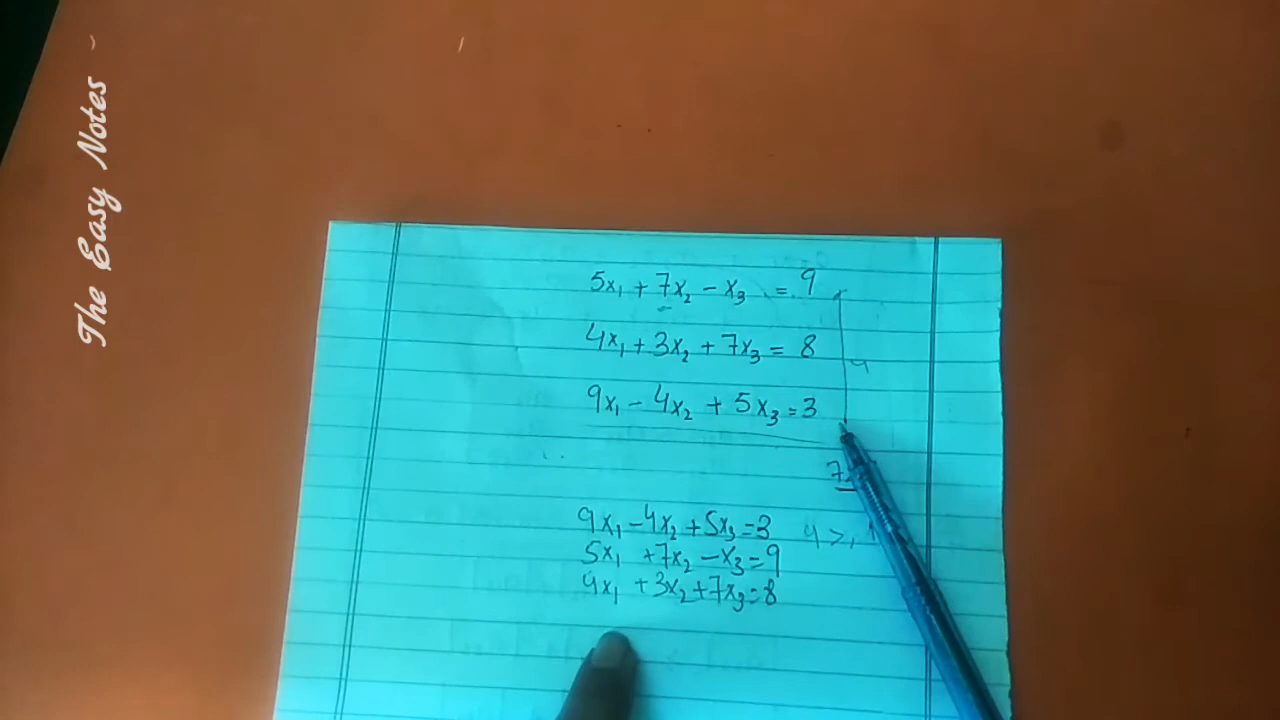 The Easy Notes
5x₁ + 7x₂ - x₃ = 9
4x₁ + 3x₂ + 7x₃ = 8
9x₁ - 4x₂ + 5x₃ = 3
9x₁ - 4x₂ + 5x₃ = 3
5x₁ + 7x₂ - x₃ = 9
4x₁ + 3x₂ + 7x₃ = 8